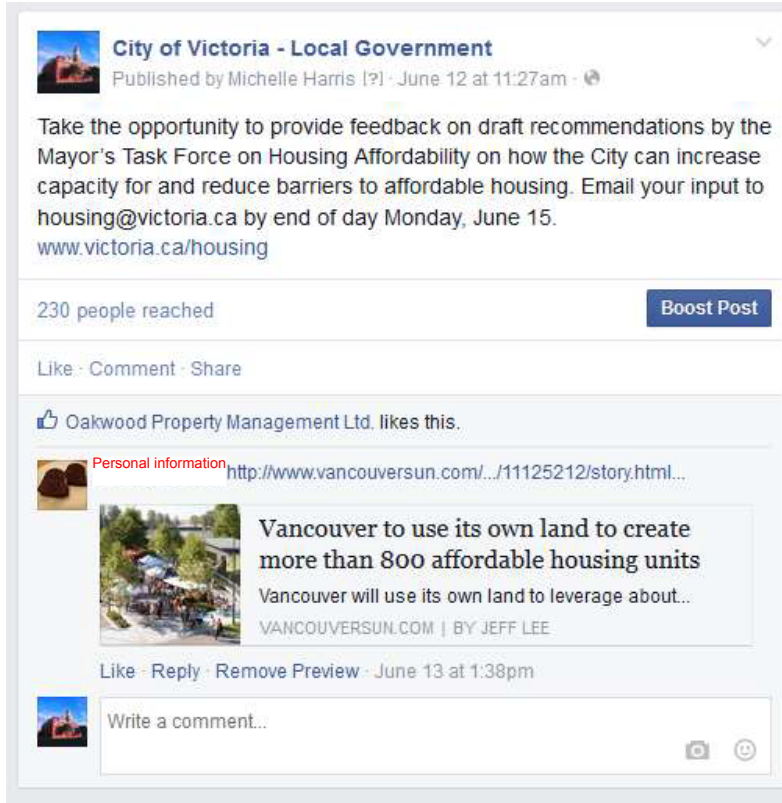 City of Victoria - Local Government
Published by Michelle Harris [?] · June 12 at 11:27am ·
Take the opportunity to provide feedback on draft recommendations by the
Mayor's Task Force on Housing Affordability on how the City can increase
capacity for and reduce barriers to affordable housing. Email your input to
housing@victoria.ca by end of day Monday, June 15.
www.victoria.ca/housing
230 people reached
Boost Post
Like · Comment · Share
Oakwood Property Management Ltd. likes this.
Personal information http://www.vancouversun.com/.../11125212/story.html...
Vancouver to use its own land to create
more than 800 affordable housing units
Vancouver will use its own land to leverage about...
VANCOUVERSUN.COM | BY JEFF LEE
Like · Reply · Remove Preview · June 13 at 1:38pm
Write a comment...